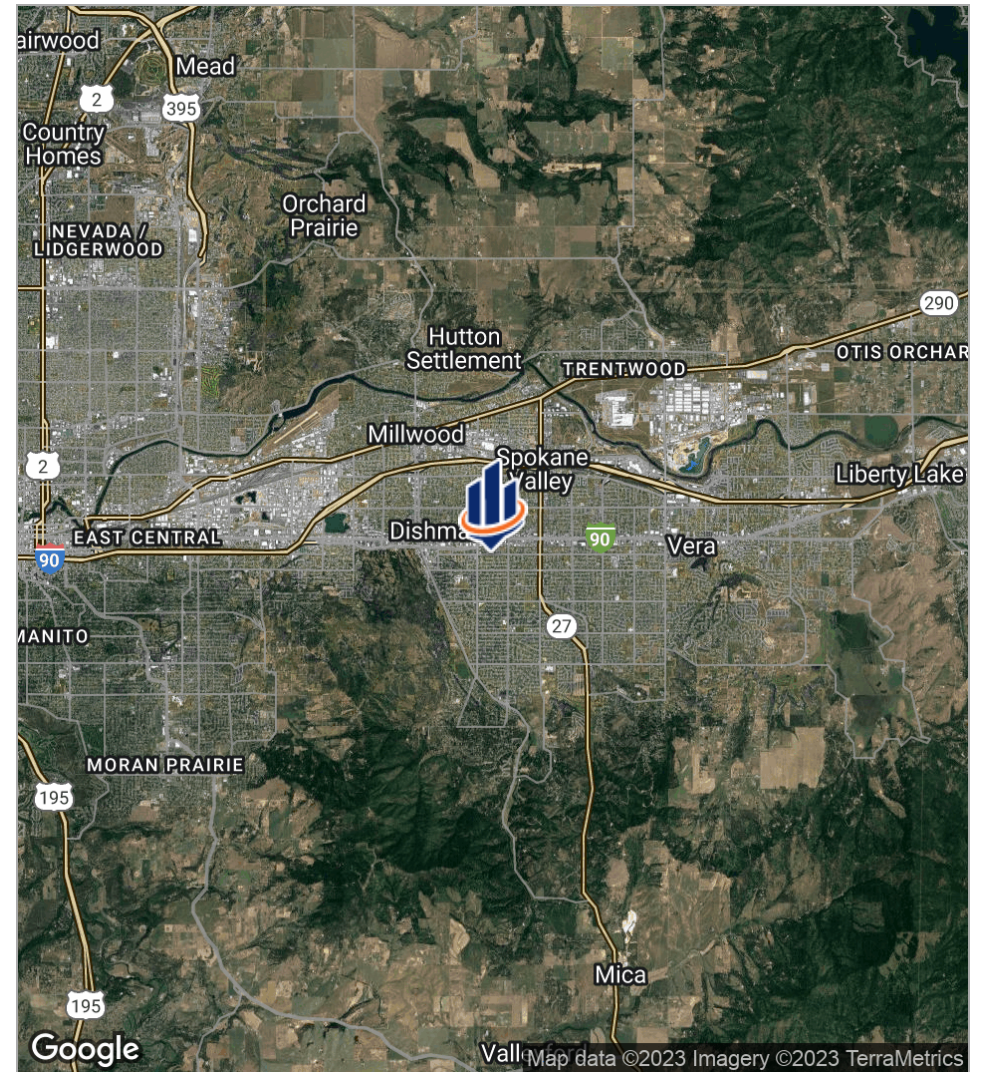 airwood
Mead
2
395
Country
Homes
Orchard
Prairie
NEVADA /
LIDGERWOOD
290
Hutton
Settlement
OTIS ORCHAR
TRENTWOOD
Millwood
2
Spokane
Valley
Liberty Lake
Dishma
EAST CENTRAL
90
90
Vera
27
MANITO
MORAN PRAIRIE
195
Mica
195
Google
Valleyford
Map data ©2023 Imagery ©2023 TerraMetrics